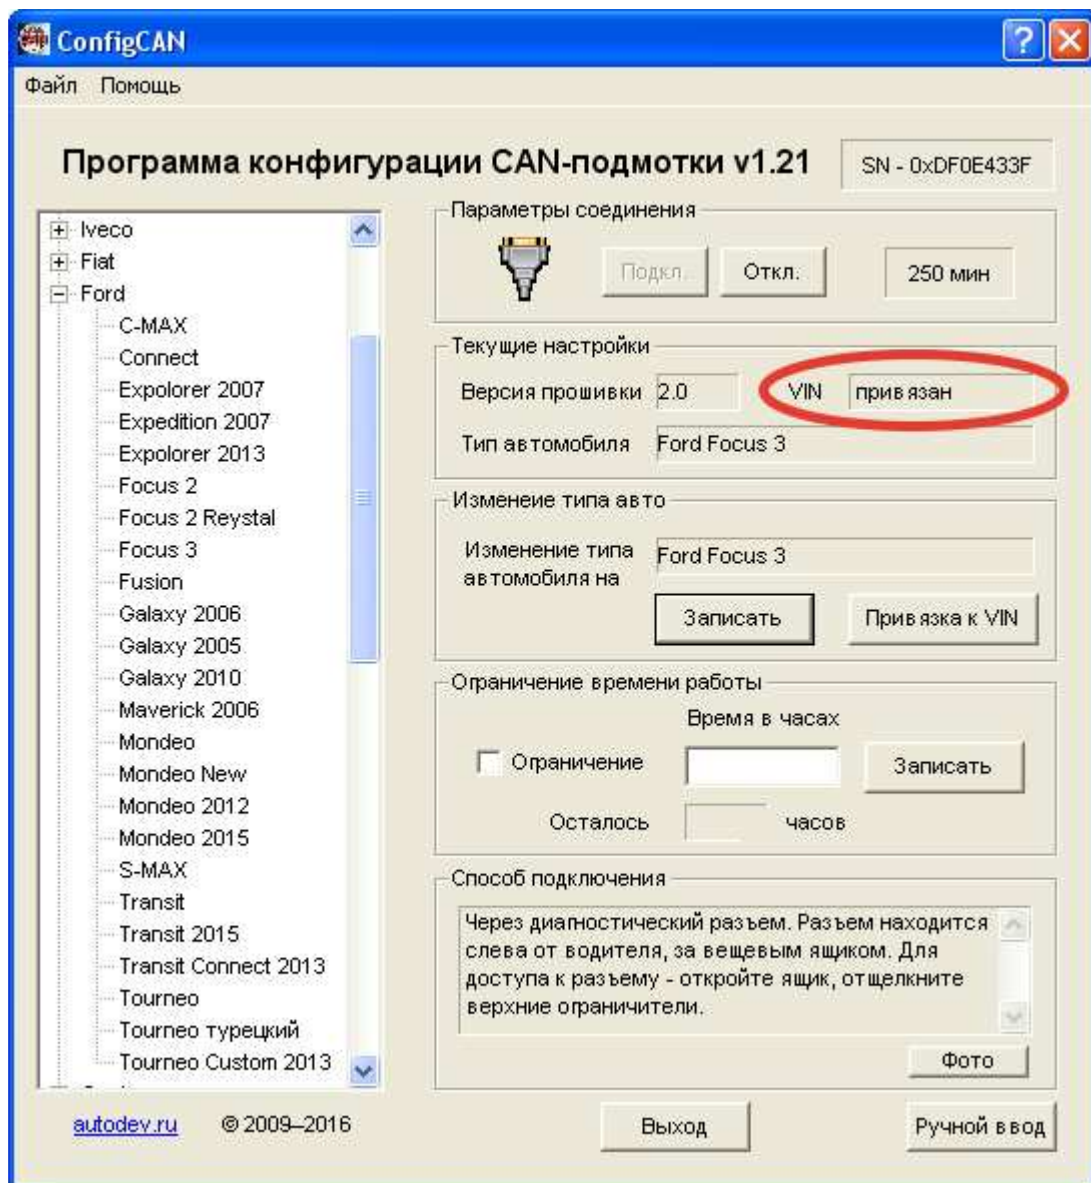 ConfigCAN
Файл Помощь
Программа конфигурации CAN-подмотки v1.21
SN - 0xDF0E433F
Iveco
Fiat
Ford
C-MAX
Connect
Expolorer 2007
Expedition 2007
Expolorer 2013
Focus 2
Focus 2 Reystal
Focus 3
Fusion
Galaxy 2006
Galaxy 2005
Galaxy 2010
Maverick 2006
Mondeo
Mondeo New
Mondeo 2012
Mondeo 2015
S-MAX
Transit
Transit 2015
Transit Connect 2013
Tourneo
Tourneo турецкий
Tourneo Custom 2013
Параметры соединения
Подкл. Откл. 250 мин
Текущие настройки
Версия прошивки 2.0 VIN привязан
Тип автомобиля Ford Focus 3
Изменеие типа авто
Изменение типа
автомобиля на
Ford Focus 3
Записать Привязка к VIN
Ограничение времени работы
Время в часах
Ограничение Записать
Осталось часов
Способ подключения
Через диагностический разъем. Разъем находится
слева от водителя, за вещевым ящиком. Для
доступа к разъему - откройте ящик, отщелкните
верхние ограничители.
Фото
autodev.ru © 2009–2016 Выход Ручной ввод